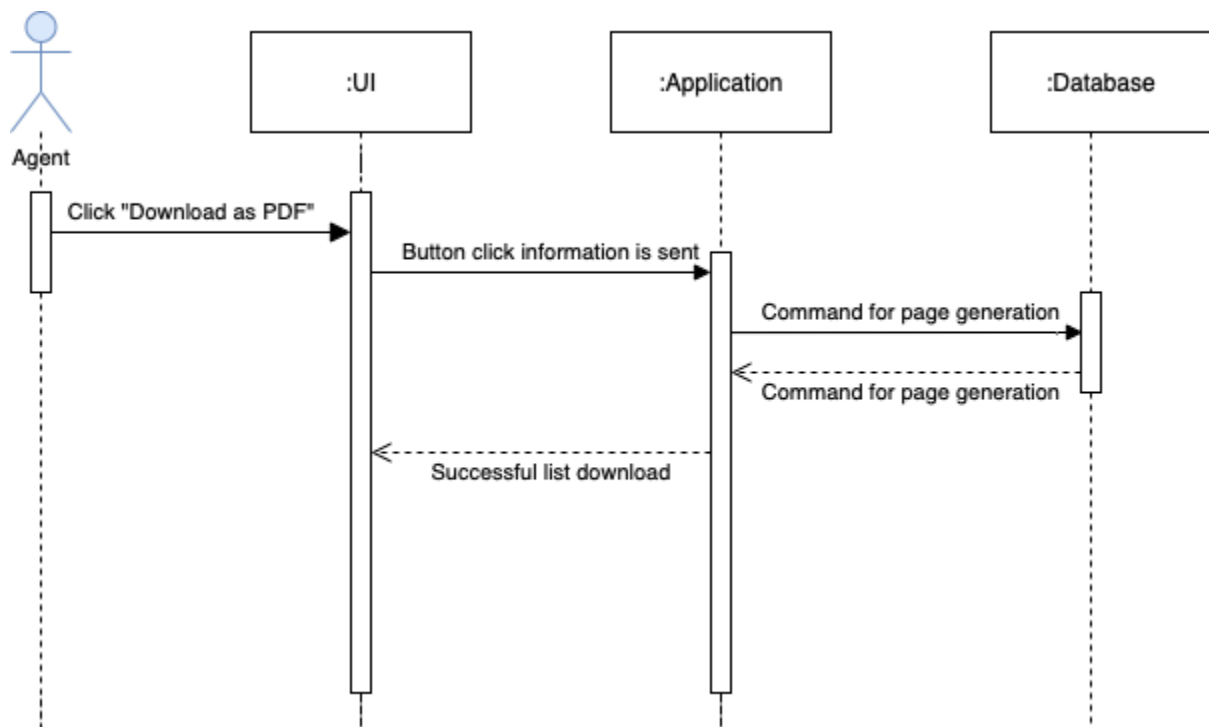 :UI
:Application
:Database
Agent
Click "Download as PDF"
Button click information is sent
Command for page generation
Command for page generation
Successful list download